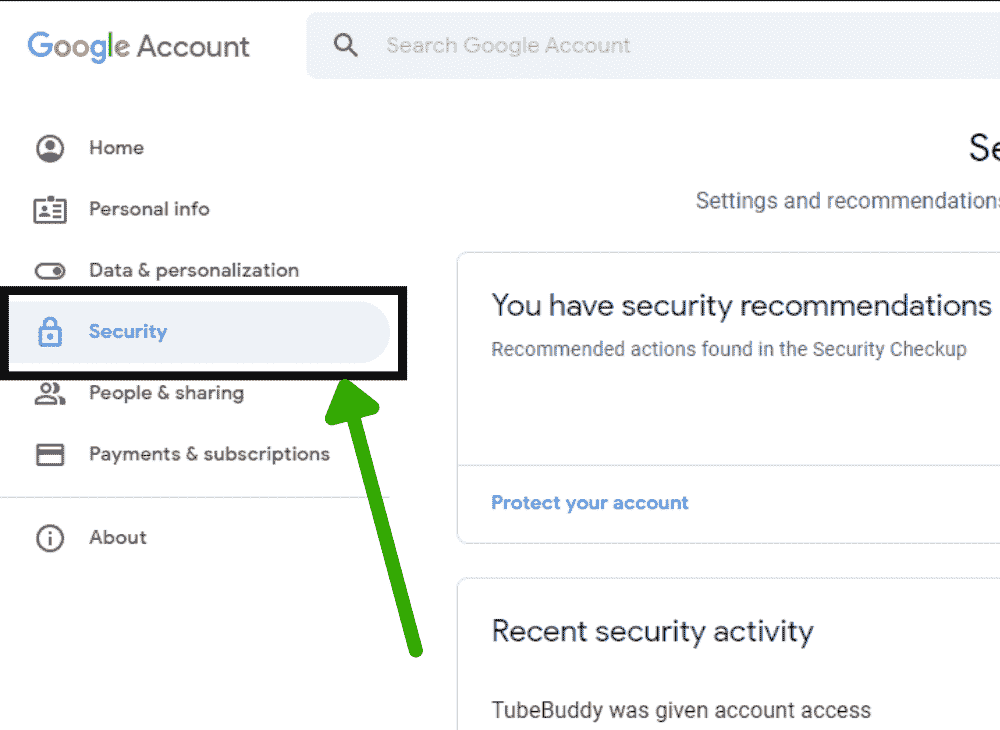 Google Account
Search Google Account
Home
Personal info
Data & personalization
Security
People & sharing
Payments & subscriptions
About
Se
Settings and recommendations
You have security recommendations
Recommended actions found in the Security Checkup
Protect your account
Recent security activity
TubeBuddy was given account access